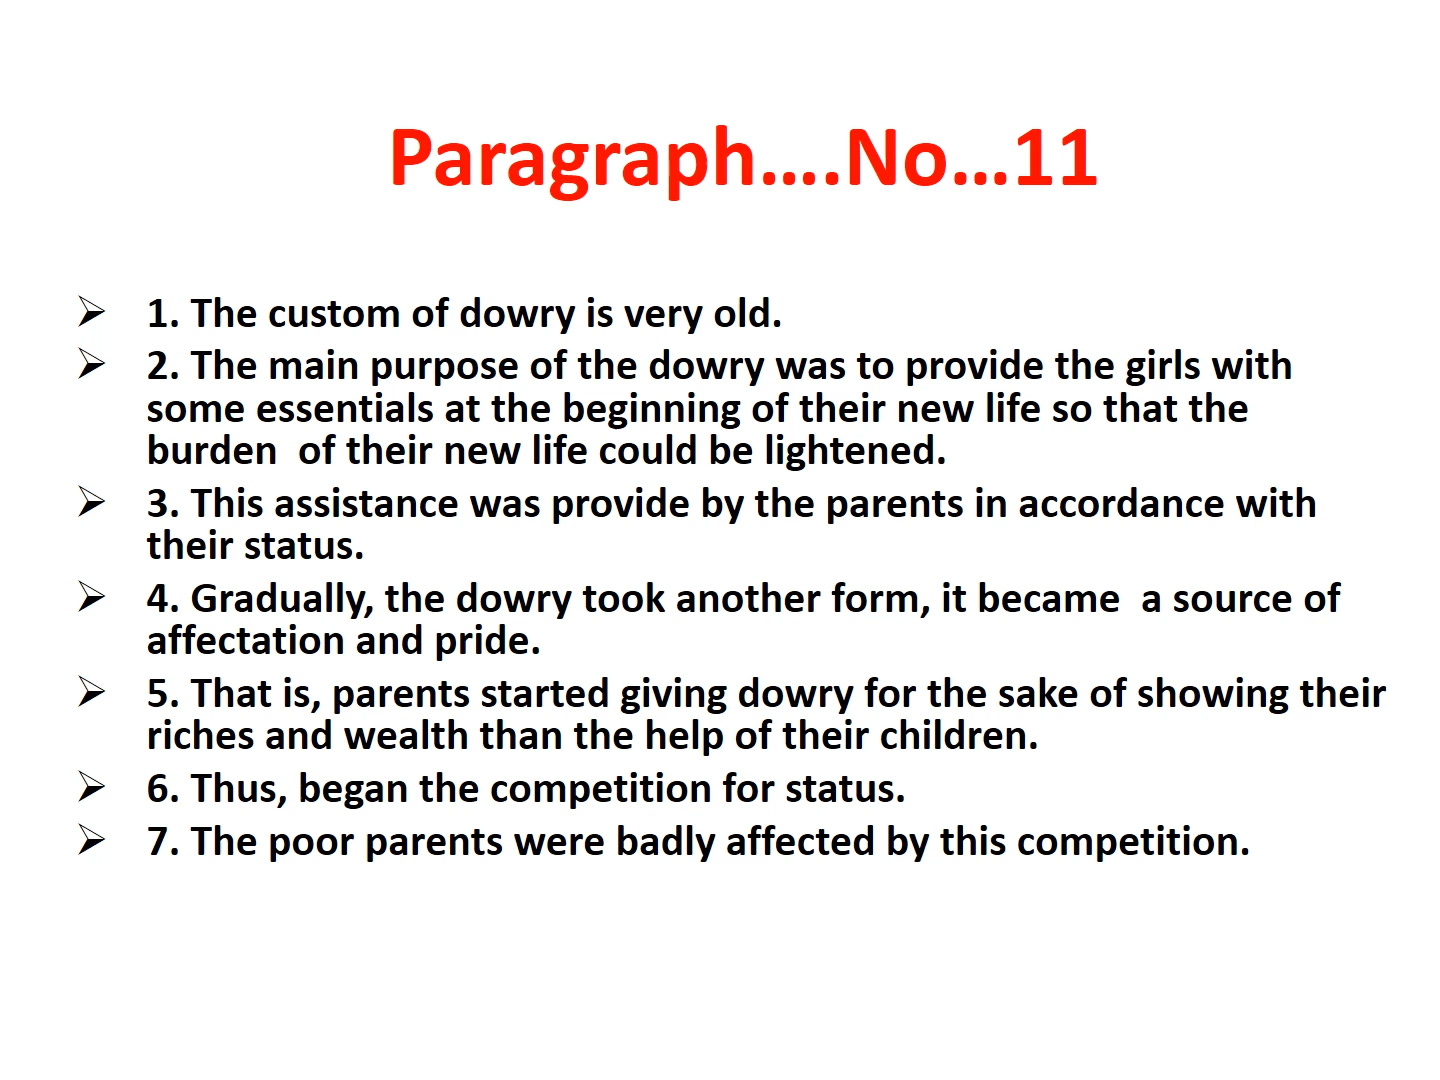 Paragraph....No...11
➢ 1. The custom of dowry is very old.
➢ 2. The main purpose of the dowry was to provide the girls with
some essentials at the beginning of their new life so that the
burden  of their new life could be lightened.
➢ 3. This assistance was provide by the parents in accordance with
their status.
➢ 4. Gradually, the dowry took another form, it became  a source of
affectation and pride.
➢ 5. That is, parents started giving dowry for the sake of showing their
riches and wealth than the help of their children.
➢ 6. Thus, began the competition for status.
➢ 7. The poor parents were badly affected by this competition.